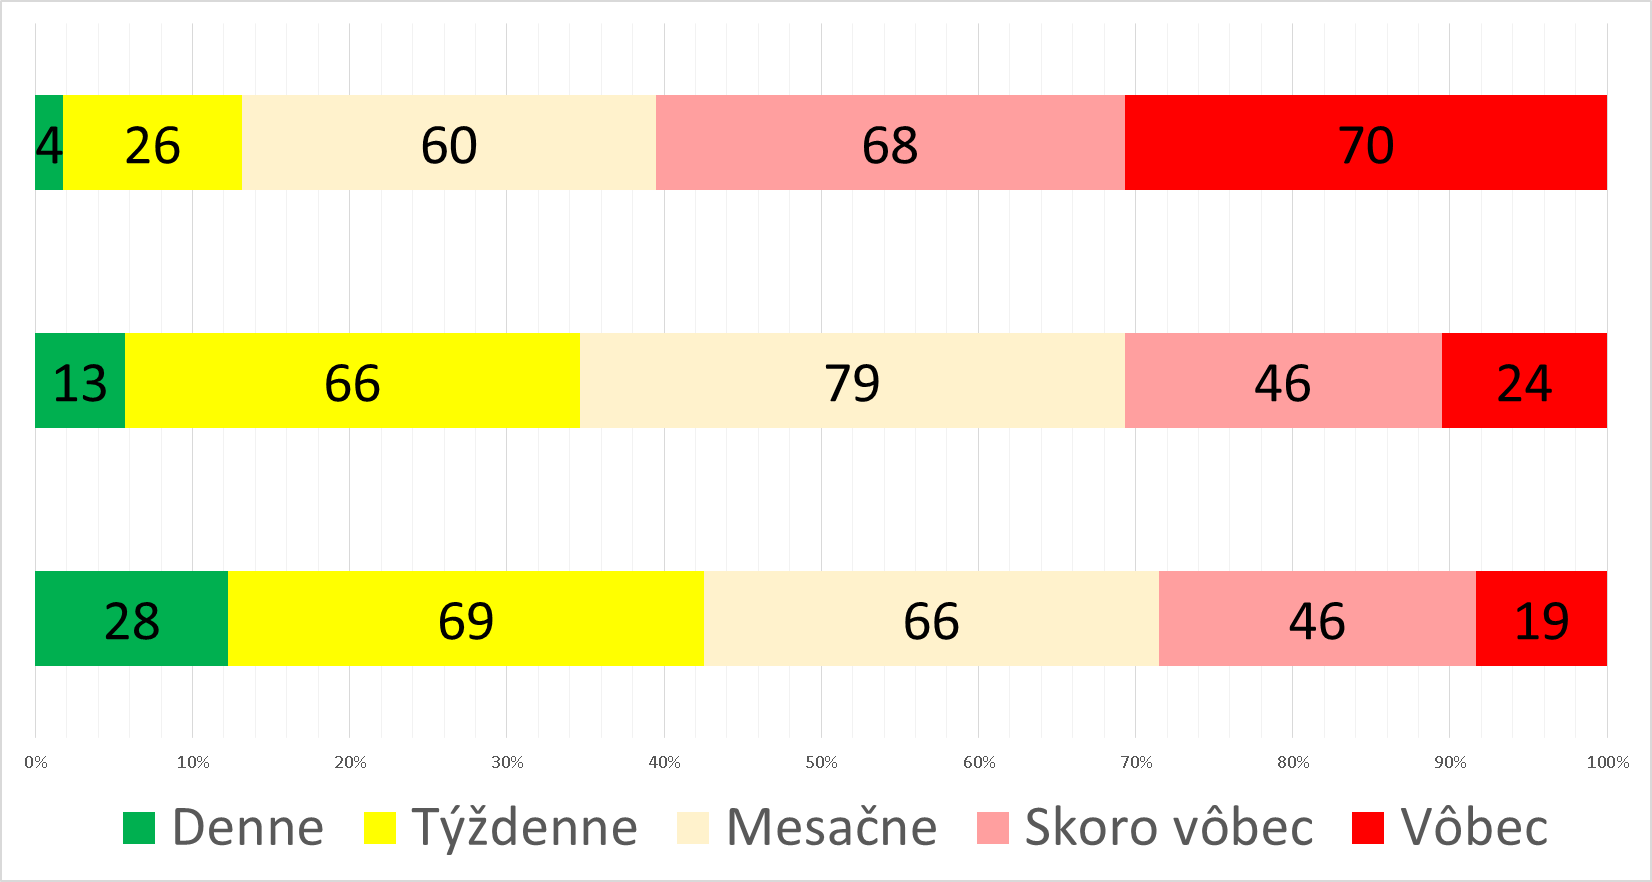 4 26 60 68 70
13 66 79 46 24
28 69 66 46 19
0% 10% 20% 30% 40% 50% 60% 70% 80% 90% 100%
Denne Týždenne Mesačne Skoro vôbec Vôbec